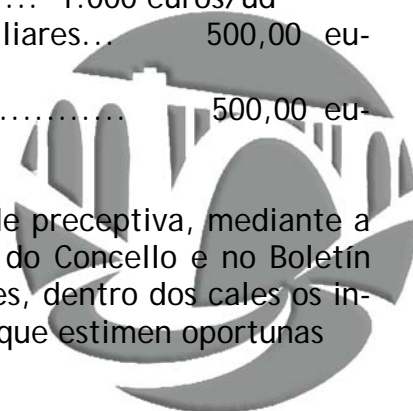 … 1.000 euros/ud
liares… 500,00 eu-
………… 500,00 eu-
de preceptiva, mediante a
do Concello e no Boletín
es, dentro dos cales os in-
que estimen oportunas